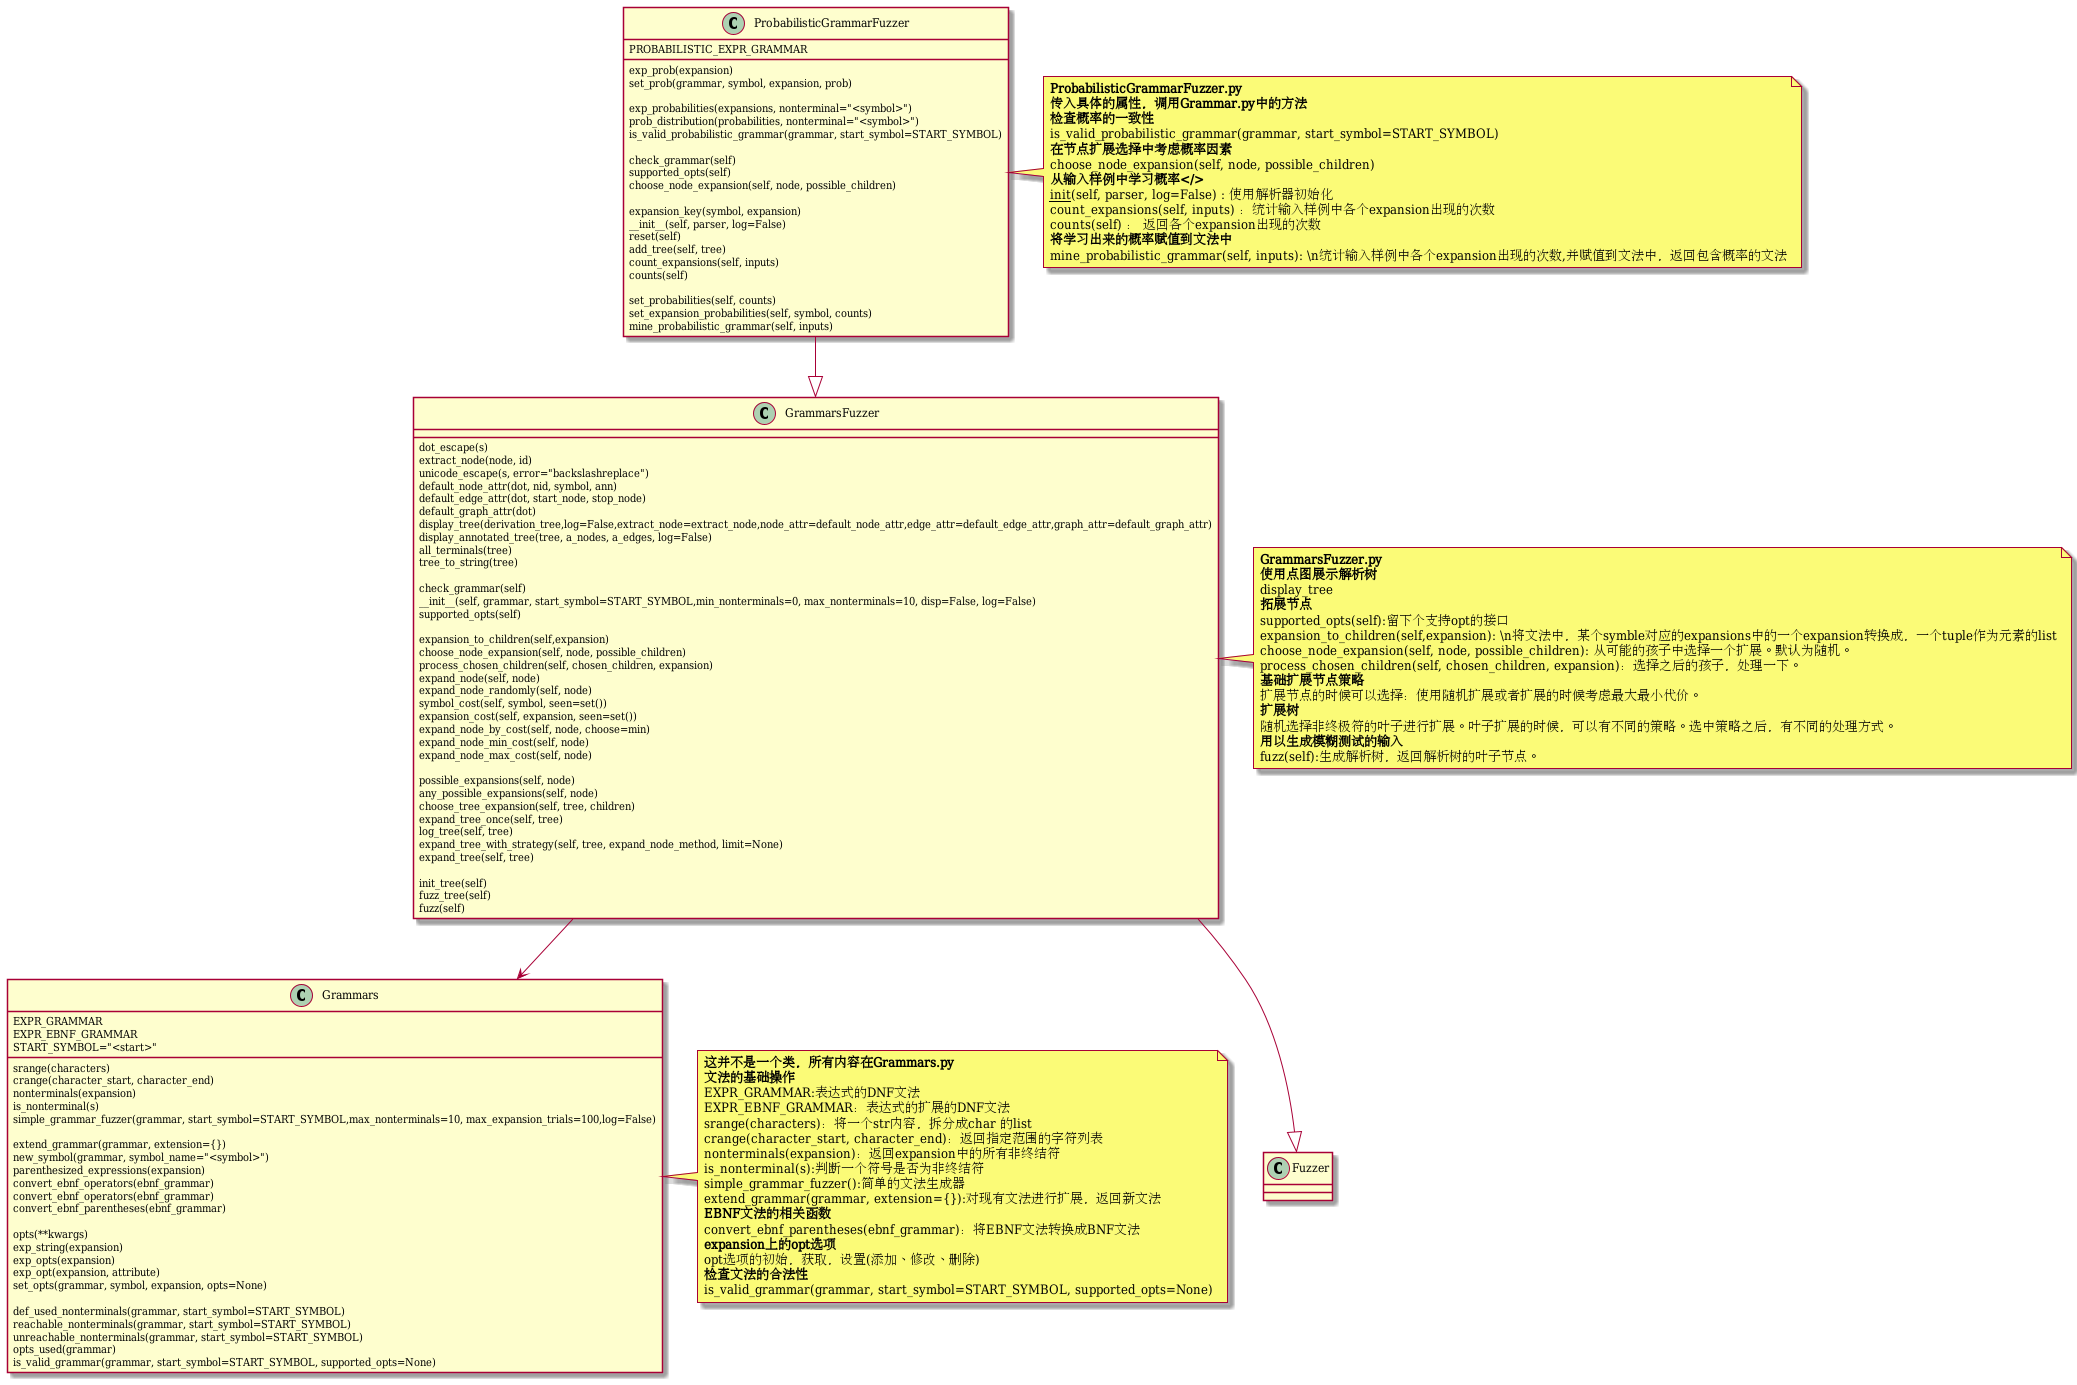 ProbabilisticGrammarFuzzer
PROBABILISTIC_EXPR_GRAMMAR
exp_prob(expansion)
set_prob(grammar, symbol, expansion, prob)
exp_probabilities(expansions, nonterminal="<symbol>")
prob_distribution(probabilities, nonterminal="<symbol>")
is_valid_probabilistic_grammar(grammar, start_symbol=START_SYMBOL)
check_grammar(self)
supported_opts(self)
choose_node_expansion(self, node, possible_children)
expansion_key(symbol, expansion)
__init__(self, parser, log=False)
reset(self)
add_tree(self, tree)
count_expansions(self, inputs)
counts(self)
set_probabilities(self, counts)
set_expansion_probabilities(self, symbol, counts)
mine_probabilistic_grammar(self, inputs)
ProbabilisticGrammarFuzzer.py
传入具体的属性，调用Grammar.py中的方法
检查概率的一致性
is_valid_probabilistic_grammar(grammar, start_symbol=START_SYMBOL)
在节点扩展选择中考虑概率因素
choose_node_expansion(self, node, possible_children)
从输入样例中学习概率</>
init(self, parser, log=False) : 使用解析器初始化
count_expansions(self, inputs) ： 统计输入样例中各个expansion出现的次数
counts(self) ： 返回各个expansion出现的次数
将学习出来的概率赋值到文法中
mine_probabilistic_grammar(self, inputs): \n统计输入样例中各个expansion出现的次数,并赋值到文法中，返回包含概率的文法
GrammarsFuzzer
dot_escape(s)
extract_node(node, id)
unicode_escape(s, error="backslashreplace")
default_node_attr(dot, nid, symbol, ann)
default_edge_attr(dot, start_node, stop_node)
default_graph_attr(dot)
display_tree(derivation_tree,log=False,extract_node=extract_node,node_attr=default_node_attr,edge_attr=default_edge_attr,graph_attr=default_graph_attr)
display_annotated_tree(tree, a_nodes, a_edges, log=False)
all_terminals(tree)
tree_to_string(tree)
check_grammar(self)
__init__(self, grammar, start_symbol=START_SYMBOL,min_nonterminals=0, max_nonterminals=10, disp=False, log=False)
supported_opts(self)
expansion_to_children(self,expansion)
choose_node_expansion(self, node, possible_children)
process_chosen_children(self, chosen_children, expansion)
expand_node(self, node)
expand_node_randomly(self, node)
symbol_cost(self, symbol, seen=set())
expansion_cost(self, expansion, seen=set())
expand_node_by_cost(self, node, choose=min)
expand_node_min_cost(self, node)
expand_node_max_cost(self, node)
possible_expansions(self, node)
any_possible_expansions(self, node)
choose_tree_expansion(self, tree, children)
expand_tree_once(self, tree)
log_tree(self, tree)
expand_tree_with_strategy(self, tree, expand_node_method, limit=None)
expand_tree(self, tree)
init_tree(self)
fuzz_tree(self)
fuzz(self)
GrammarsFuzzer.py
使用点图展示解析树
display_tree
拓展节点
supported_opts(self):留下个支持opt的接口
expansion_to_children(self,expansion): \n将文法中，某个symble对应的expansions中的一个expansion转换成，一个tuple作为元素的list
choose_node_expansion(self, node, possible_children): 从可能的孩子中选择一个扩展。默认为随机。
process_chosen_children(self, chosen_children, expansion)： 选择之后的孩子，处理一下。
基础扩展节点策略
扩展节点的时候可以选择：使用随机扩展或者扩展的时候考虑最大最小代价。
扩展树
随机选择非终极符的叶子进行扩展。叶子扩展的时候，可以有不同的策略。选中策略之后，有不同的处理方式。
用以生成模糊测试的输入
fuzz(self):生成解析树，返回解析树的叶子节点。
Grammars
EXPR_GRAMMAR
EXPR_EBNF_GRAMMAR
START_SYMBOL="<start>"
srange(characters)
crange(character_start, character_end)
nonterminals(expansion)
is_nonterminal(s)
simple_grammar_fuzzer(grammar, start_symbol=START_SYMBOL,max_nonterminals=10, max_expansion_trials=100,log=False)
extend_grammar(grammar, extension={})
new_symbol(grammar, symbol_name="<symbol>")
parenthesized_expressions(expansion)
convert_ebnf_operators(ebnf_grammar)
convert_ebnf_operators(ebnf_grammar)
convert_ebnf_parentheses(ebnf_grammar)
opts(**kwargs)
exp_string(expansion)
exp_opts(expansion)
exp_opt(expansion, attribute)
set_opts(grammar, symbol, expansion, opts=None)
def_used_nonterminals(grammar, start_symbol=START_SYMBOL)
reachable_nonterminals(grammar, start_symbol=START_SYMBOL)
unreachable_nonterminals(grammar, start_symbol=START_SYMBOL)
opts_used(grammar)
is_valid_grammar(grammar, start_symbol=START_SYMBOL, supported_opts=None)
这并不是一个类，所有内容在Grammars.py
文法的基础操作
EXPR_GRAMMAR:表达式的DNF文法
EXPR_EBNF_GRAMMAR：表达式的扩展的DNF文法
srange(characters)：将一个str内容，拆分成char 的list
crange(character_start, character_end)：返回指定范围的字符列表
nonterminals(expansion)：返回expansion中的所有非终结符
is_nonterminal(s):判断一个符号是否为非终结符
simple_grammar_fuzzer():简单的文法生成器
extend_grammar(grammar, extension={}):对现有文法进行扩展，返回新文法
EBNF文法的相关函数
convert_ebnf_parentheses(ebnf_grammar)：将EBNF文法转换成BNF文法
expansion上的opt选项
opt选项的初始，获取，设置(添加、修改、删除)
检查文法的合法性
is_valid_grammar(grammar, start_symbol=START_SYMBOL, supported_opts=None)
Fuzzer